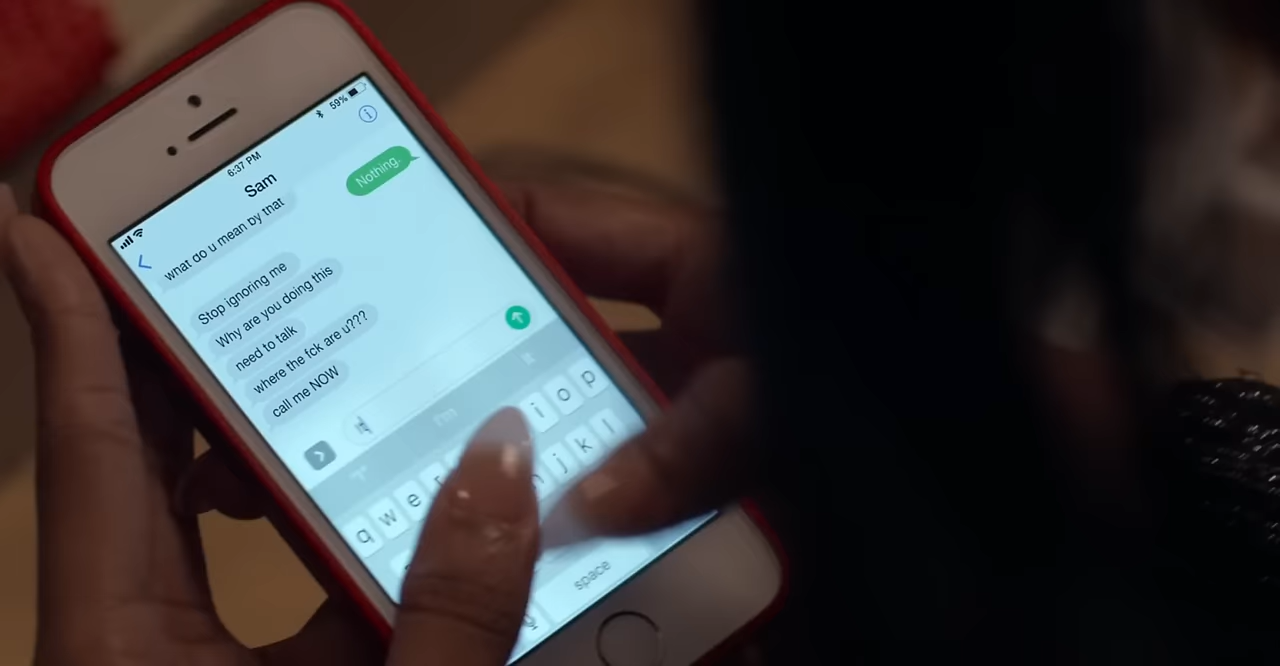 59%
6:37 PM
Sam
Nothing.
what do u mean by that
Stop ignoring me
Why are you doing this
need to talk
where the fck are u???
call me NOW
I'm
q w e r i o p
j k l
space